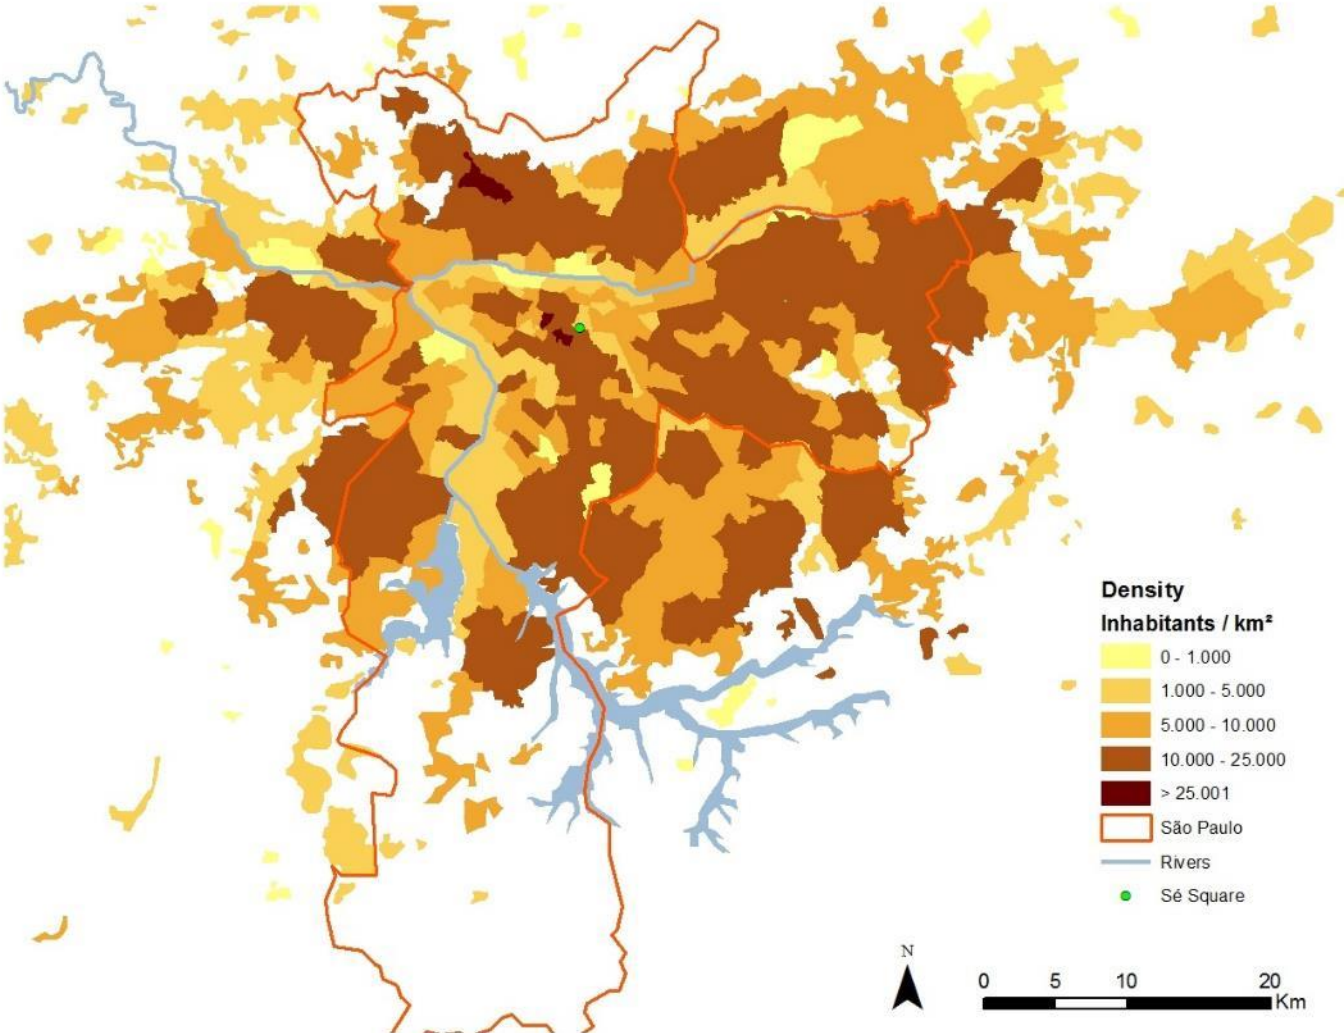 Density
Inhabitants / km²
0 - 1.000
1.000 - 5.000
5.000 - 10.000
10.000 - 25.000
> 25.001
São Paulo
Rivers
Sé Square
N
0 5 10 20
Km